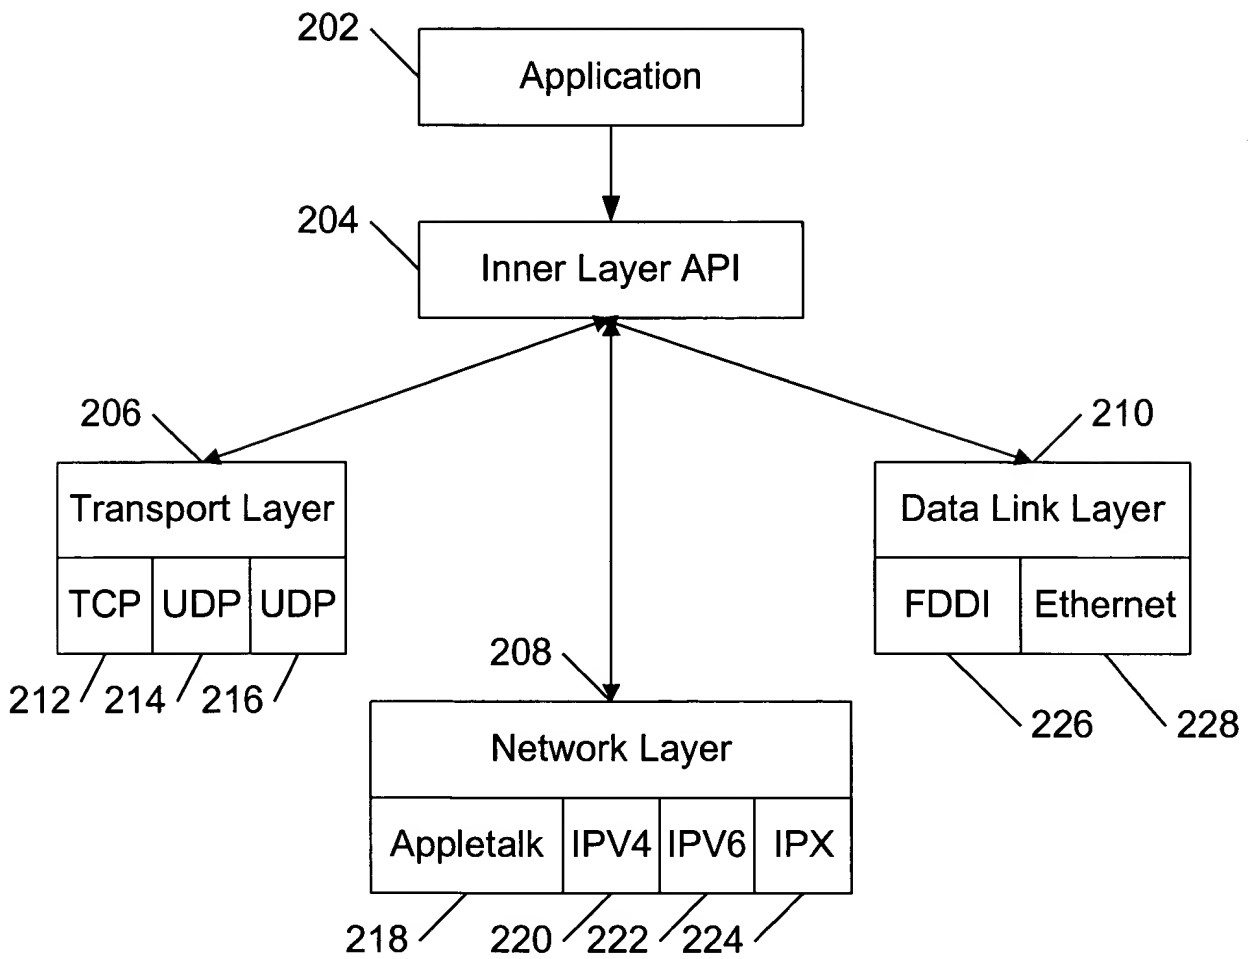 202
Application
204
Inner Layer API
206
210
Transport Layer
Data Link Layer
TCP UDP UDP
FDDI Ethernet
208
212 214 216
226 228
Network Layer
Appletalk IPV4 IPV6 IPX
218 220 222 224